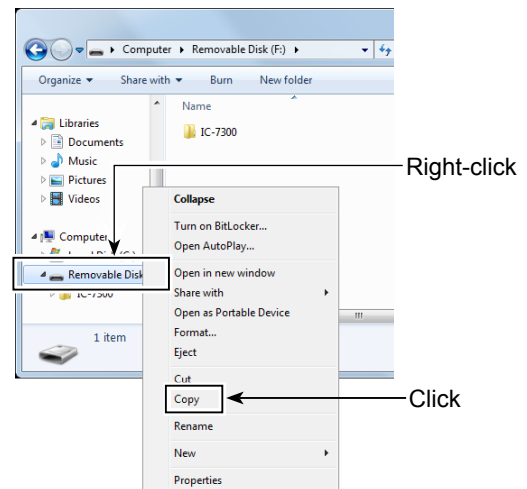 Computer Removable Disk (F:)
Organize Share with Burn New folder
Name
Libraries
IC-7300
Documents
Music
Pictures
Videos
Computer
Removable Disk
IC-7300
1 item
Collapse
Turn on BitLocker...
Open AutoPlay...
Open in new window
Share with
Open as Portable Device
Format...
Eject
Cut
Copy
Rename
New
Properties
Right-click
Click